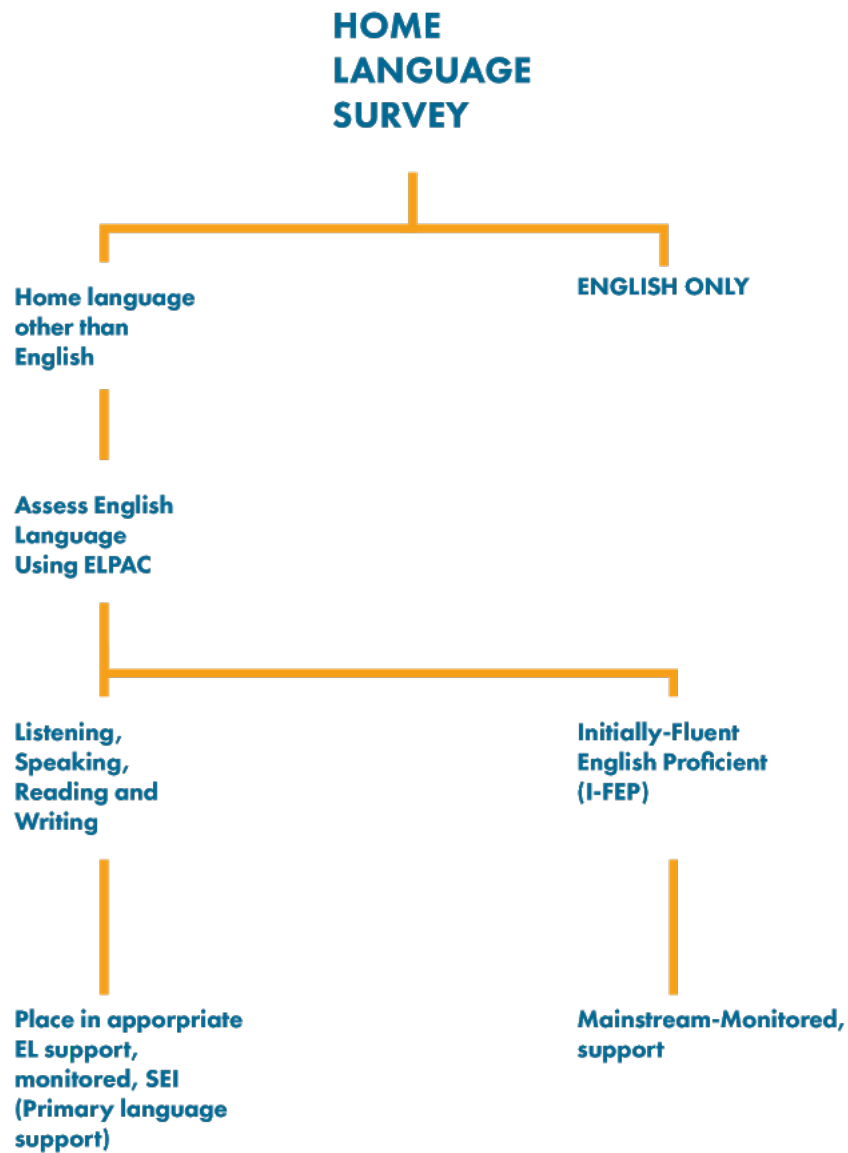 HOME
LANGUAGE
SURVEY
Home language
other than
English
ENGLISH ONLY
Assess English
Language
Using ELPAC
Listening,
Speaking,
Reading and
Writing
Initially-Fluent
English Proficient
(I-FEP)
Place in apporpriate
EL support,
monitored, SEI
(Primary language
support)
Mainstream-Monitored,
support